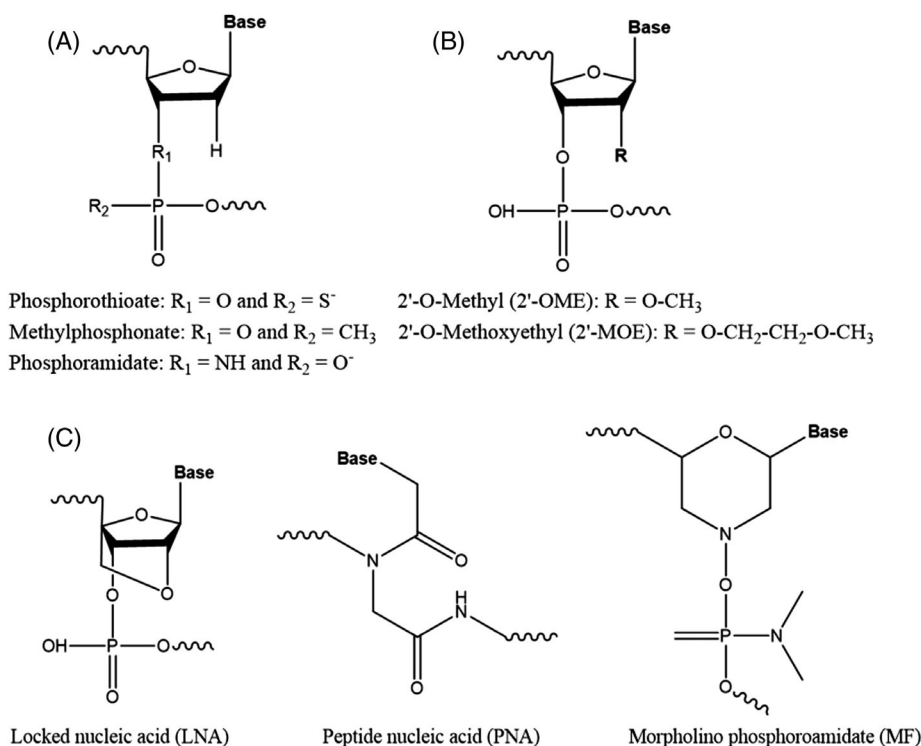 (A)
Base
O
R₁
H
R₂
P
O
O
Phosphorothioate: R₁ = O and R₂ = S⁻
Methylphosphonate: R₁ = O and R₂ = CH₃
Phosphoramidate: R₁ = NH and R₂ = O⁻
(B)
Base
O
O
R
OH
P
O
O
2'-O-Methyl (2'-OME): R = O-CH₃
2'-O-Methoxyethyl (2'-MOE): R = O-CH₂-CH₂-O-CH₃
(C)
Base
O
O
O
OH
P
O
O
Locked nucleic acid (LNA)
Base
N
O
H
N
O
Peptide nucleic acid (PNA)
O
Base
N
O
P
N
O
Morpholino phosphoroamidate (MF)